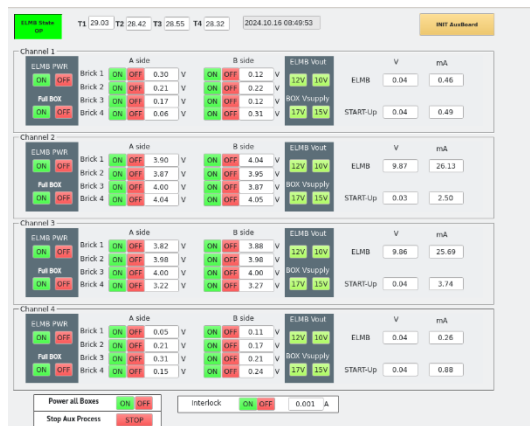 ELMB State T1 29.03 T2 28.42 T3 28.55 T4 28.32 2024.10.16 08:49:53 INIT AuxBoard
UP
Channel 1
A side B side ELMB Vout V mA
ELMB PWR
Brick 1 ON OFF 0.30 V ON OFF 0.12 V
ON OFF Brick 2 ON OFF 0.21 V ON OFF 0.22 V 12V 10V ELMB 0.04 0.46
Full BOX Brick 3 ON OFF 0.17 V ON OFF 0.12 V BOX Vsupply
ON OFF Brick 4 ON OFF 0.06 V ON OFF 0.31 V 17V 15V START-Up 0.04 0.49
Channel 2
A side B side ELMB Vout V mA
ELMB PWR
Brick 1 ON OFF 3.90 V ON OFF 4.04 V
ON OFF Brick 2 ON OFF 3.87 V ON OFF 3.95 V 12V 10V ELMB 9.87 26.13
Full BOX Brick 3 ON OFF 4.00 V ON OFF 3.87 V BOX Vsupply
ON OFF Brick 4 ON OFF 4.04 V ON OFF 4.05 V 17V 15V START-Up 0.03 2.50
Channel 3
A side B side ELMB Vout V mA
ELMB PWR
Brick 1 ON OFF 3.82 V ON OFF 3.88 V
ON OFF Brick 2 ON OFF 3.98 V ON OFF 3.98 V 12V 10V ELMB 9.86 25.69
Full BOX Brick 3 ON OFF 4.00 V ON OFF 4.00 V BOX Vsupply
ON OFF Brick 4 ON OFF 3.22 V ON OFF 3.27 V 17V 15V START-Up 0.04 3.74
Channel 4
A side B side ELMB Vout V mA
ELMB PWR
Brick 1 ON OFF 0.05 V ON OFF 0.11 V
ON OFF Brick 2 ON OFF 0.21 V ON OFF 0.17 V 12V 10V ELMB 0.04 0.26
Full BOX Brick 3 ON OFF 0.31 V ON OFF 0.21 V BOX Vsupply
ON OFF Brick 4 ON OFF 0.15 V ON OFF 0.24 V 17V 15V START-Up 0.04 0.88
Power all Boxes ON OFF Interlock ON OFF 0.001 A
Stop Aux Process STOP